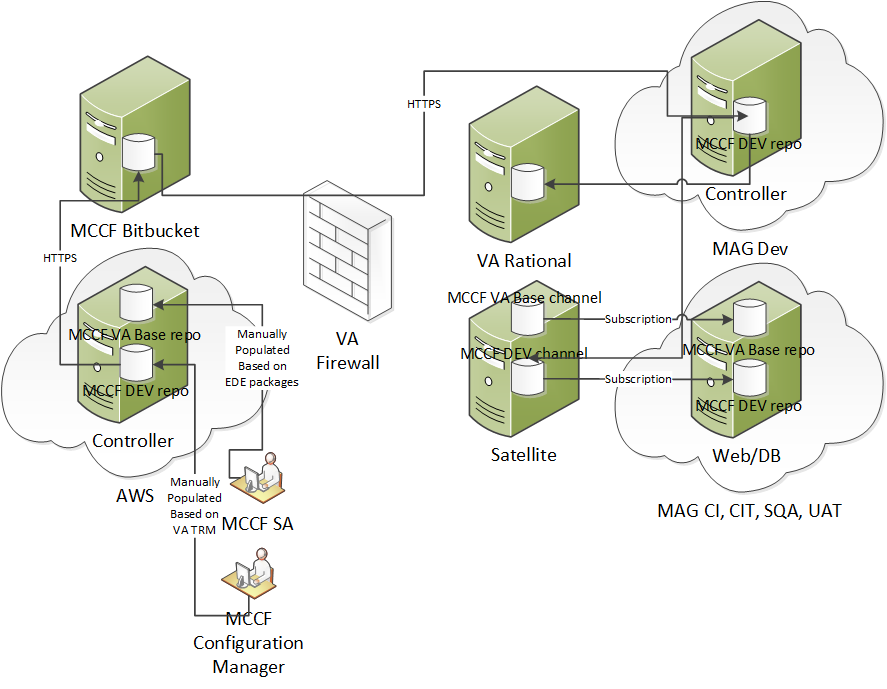 HTTPS
MCCF DEV repo
Controller
MAG Dev
MCCF Bitbucket
HTTPS
VA Rational
MCCF VA Base channel
MCCF VA Base repo
Manually
Populated
Based on
EDE packages
VA
Firewall
Subscription
MCCF VA Base repo
MCCF DEV channel
MCCF DEV repo
Subscription
MCCF DEV repo
Controller
Satellite
Web/DB
AWS
Manually
Populated
Based on
VA TRM
MCCF SA
MAG CI, CIT, SQA, UAT
MCCF
Configuration
Manager